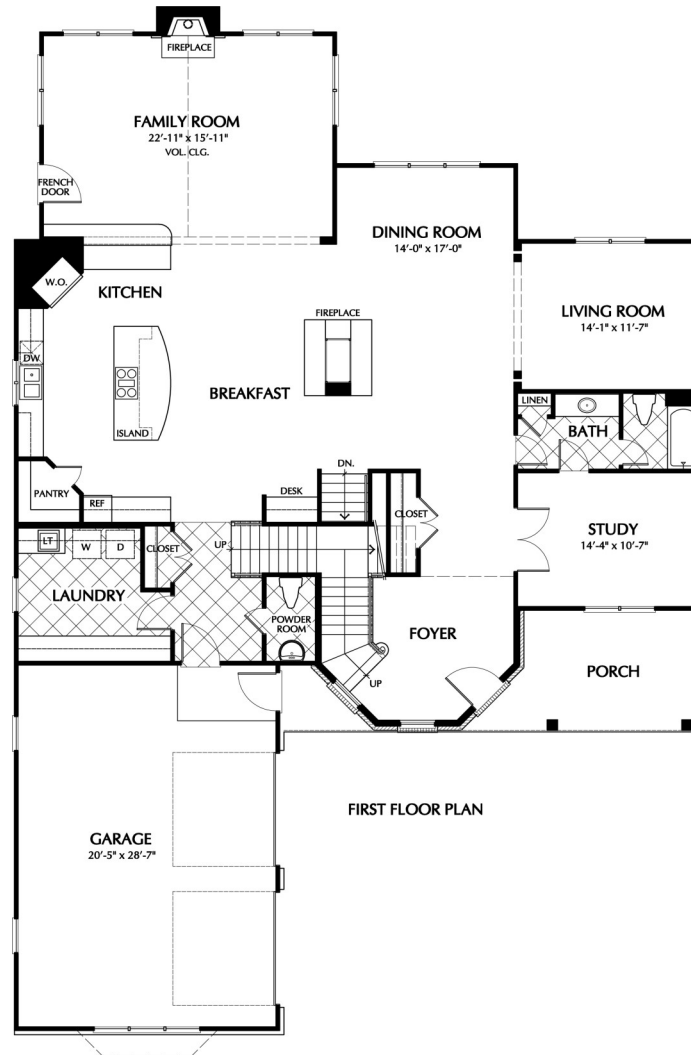 FIREPLACE
FAMILY ROOM
22'-11" x 15'-11"
VOL. CLG.
FRENCH
DOOR
DINING ROOM
14'-0" x 17'-0"
W.O.
KITCHEN
LIVING ROOM
14'-1" x 11'-7"
FIREPLACE
DW.
BREAKFAST
ISLAND
LINEN
BATH
DN.
PANTRY
REF
DESK
CLOSET
LT
W
D
CLOSET
UP
STUDY
14'-4" x 10'-7"
LAUNDRY
POWDER
ROOM
FOYER
UP
PORCH
FIRST FLOOR PLAN
GARAGE
20'-5" x 28'-7"